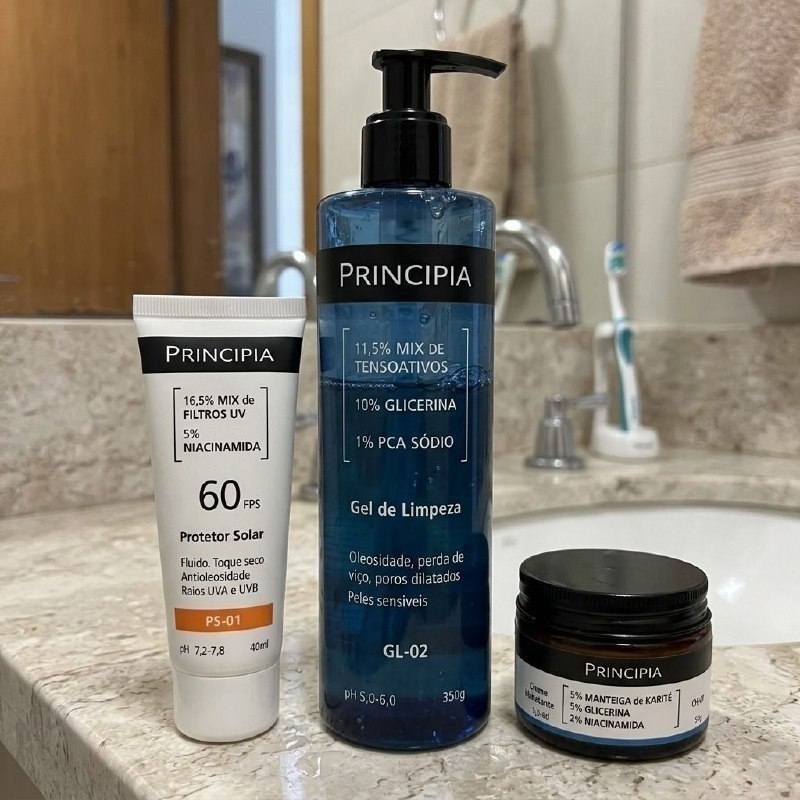 PRINCIPIA
16,5% MIX de
FILTROS UV
5%
NIACINAMIDA
60 FPS
Protetor Solar
Fluido. Toque seco
Antioleosidade
Raios UVA e UVB
PS-01
pH 7,2-7,8 40ml
PRINCIPIA
11,5% MIX DE
TENSOATIVOS
10% GLICERINA
1% PCA SÓDIO
Gel de Limpeza
Oleosidade, perda de
viço, poros dilatados
Peles sensiveis
GL-02
pH 5,0-6,0 350g
PRINCIPIA
Creme
5% MANTEIGA de KARITÉ
5% GLICERINA
2% NIACINAMIDA